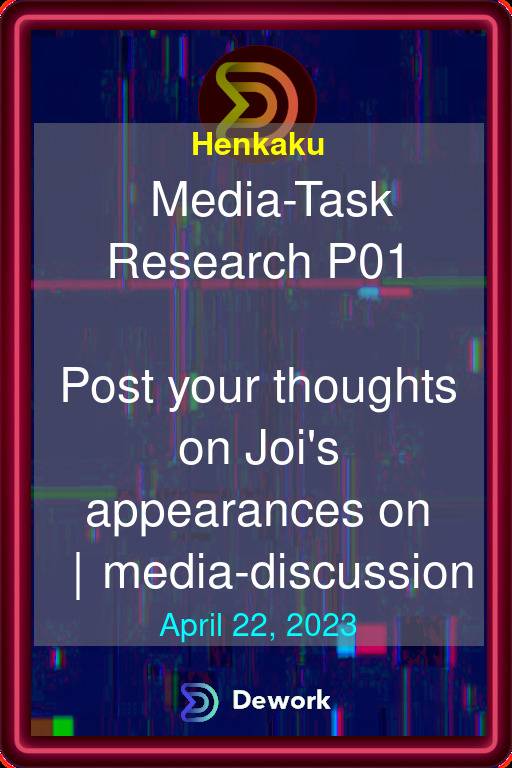 Henkaku
Media-Task
Research P01
Post your thoughts
on Joi's
appearances on
｜media-discussion
April 22, 2023
Dework